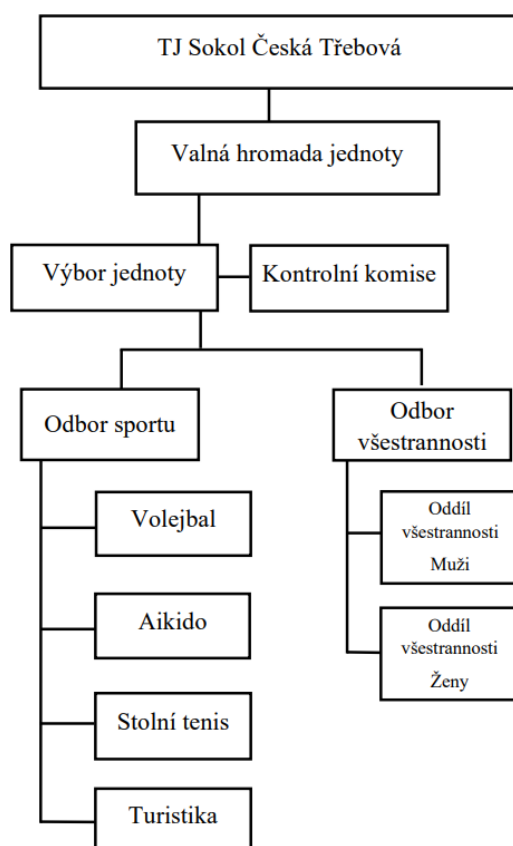 TJ Sokol Česká Třebová
Valná hromada jednoty
Výbor jednoty
Kontrolní komise
Odbor sportu
Odbor
všestrannosti
Volejbal
Aikido
Stolní tenis
Turistika
Oddíl
všestrannosti
Muži
Oddíl
všestrannosti
Ženy